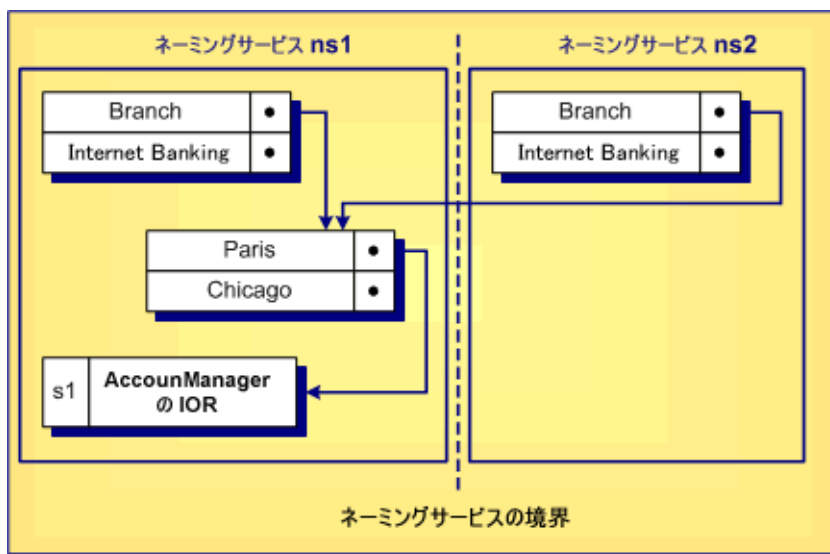 ネーミングサービス ns1
ネーミングサービス ns2
Branch
Internet Banking
Branch
Internet Banking
Paris
Chicago
s1
AccounManager
の IOR
ネーミングサービスの境界